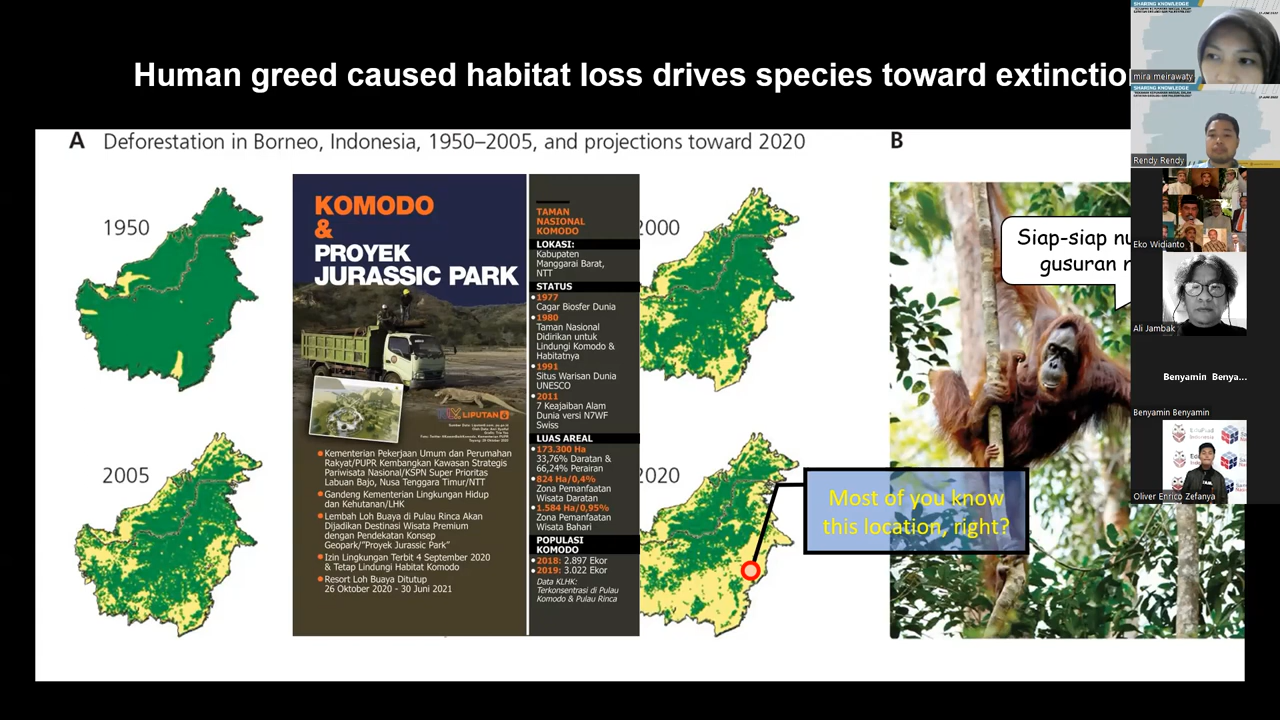 Human greed caused habitat loss drives species toward extinctio
A Deforestation in Borneo, Indonesia, 1950–2005, and projections toward 2020
B
1950
2000
2005
2020
KOMODO
&
PROYEK
JURASSIC PARK
LIPUTAN 6
Kementerian Pekerjaan Umum dan Perumahan
Rakyat/PUPR Kembangkan Kawasan Strategis
Pariwisata Nasional/KSPN Super Prioritas
Labuan Bajo, Nusa Tenggara Timur/NTT
Gandeng Kementerian Lingkungan Hidup
dan Kehutanan/LHK
Lembah Loh Buaya di Pulau Rinca Akan
Dijadikan Destinasi Wisata Premium
dengan Pendekatan Konsep
Geopark/"Proyek Jurassic Park"
Izin Lingkungan Terbit 4 September 2020
& Tetap Lindungi Habitat Komodo
Resort Loh Buaya Ditutup
26 Oktober 2020 - 30 Juni 2021
TAMAN
NASIONAL
KOMODO
LOKASI:
Kabupaten
Manggarai Barat,
NTT
STATUS
1977
Cagar Biosfer Dunia
1980
Taman Nasional
Didirikan untuk
Lindungi Komodo &
Habitatnya
1991
Situs Warisan Dunia
UNESCO
2011
7 Keajaiban Alam
Dunia versi N7WF
Swiss
LUAS AREAL
173.300 Ha
33,76% Daratan &
66,24% Perairan
824 Ha/0,4%
Zona Pemanfaatan
Wisata Daratan
1.584 Ha/0,95%
Zona Pemanfaatan
Wisata Bahari
POPULASI
KOMODO
2018: 2.897 Ekor
2019: 3.022 Ekor
Data KLHK:
Terkonsentrasi di Pulau
Komodo & Pulau Rinca
Siap-siap nu
gusuran
Most of you know
this location, right?
SHARING KNOWLEDGE
mira meirawaty
SHARING KNOWLEDGE
Rendy Rendy
Eko Widianto
Ali Jambak
Benyamin Benya...
Benyamin Benyamin
Oliver Enrico Zefanya